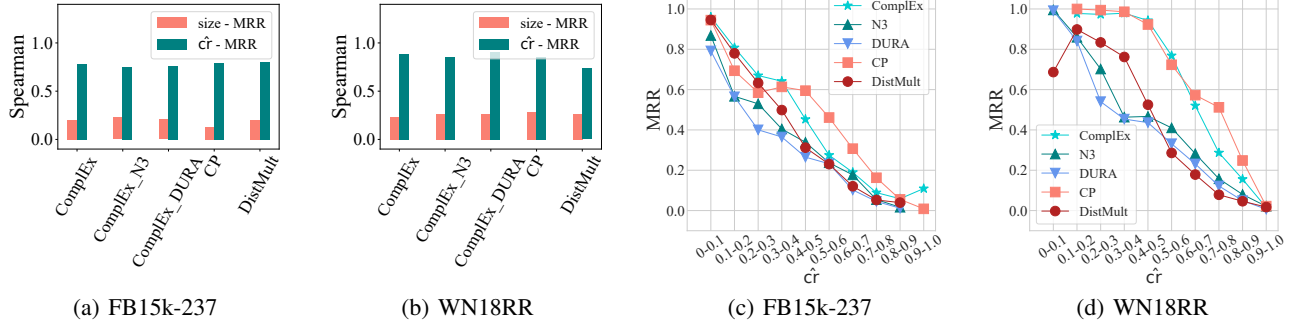 Spearman
1.0
0.5
0.0
size - MRR
ĉr - MRR
ComplEx
ComplEx_N3
ComplEx_DURA
CP
DistMult
(a) FB15k-237
Spearman
1.0
0.5
0.0
size - MRR
ĉr - MRR
ComplEx
ComplEx_N3
ComplEx_DURA
CP
DistMult
(b) WN18RR
MRR
1.0
0.8
0.6
0.4
0.2
0.0
ComplEx
N3
DURA
CP
DistMult
0-0.1
0.1-0.2
0.2-0.3
0.3-0.4
0.4-0.5
0.5-0.6
0.6-0.7
0.7-0.8
0.8-0.9
0.9-1.0
ĉr
(c) FB15k-237
MRR
1.0
0.8
0.6
0.4
0.2
0.0
ComplEx
N3
DURA
CP
DistMult
0-0.1
0.1-0.2
0.2-0.3
0.3-0.4
0.4-0.5
0.5-0.6
0.6-0.7
0.7-0.8
0.8-0.9
0.9-1.0
ĉr
(d) WN18RR